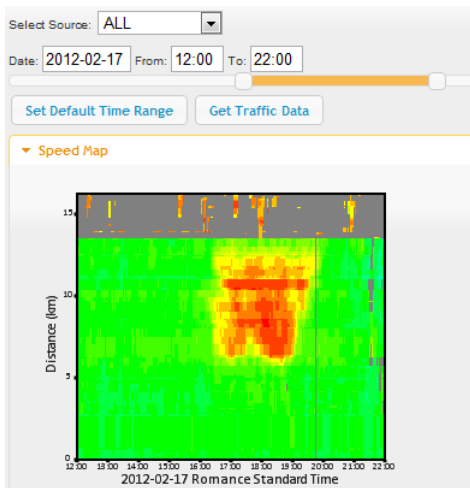 Select Source: ALL
Date: 2012-02-17 From: 12:00 To: 22:00
Set Default Time Range Get Traffic Data
Speed Map
15
10
5
0
Distance (km)
12:00 13:00 14:00 15:00 16:00 17:00 18:00 19:00 20:00 21:00 22:00
2012-02-17 Romance Standard Time